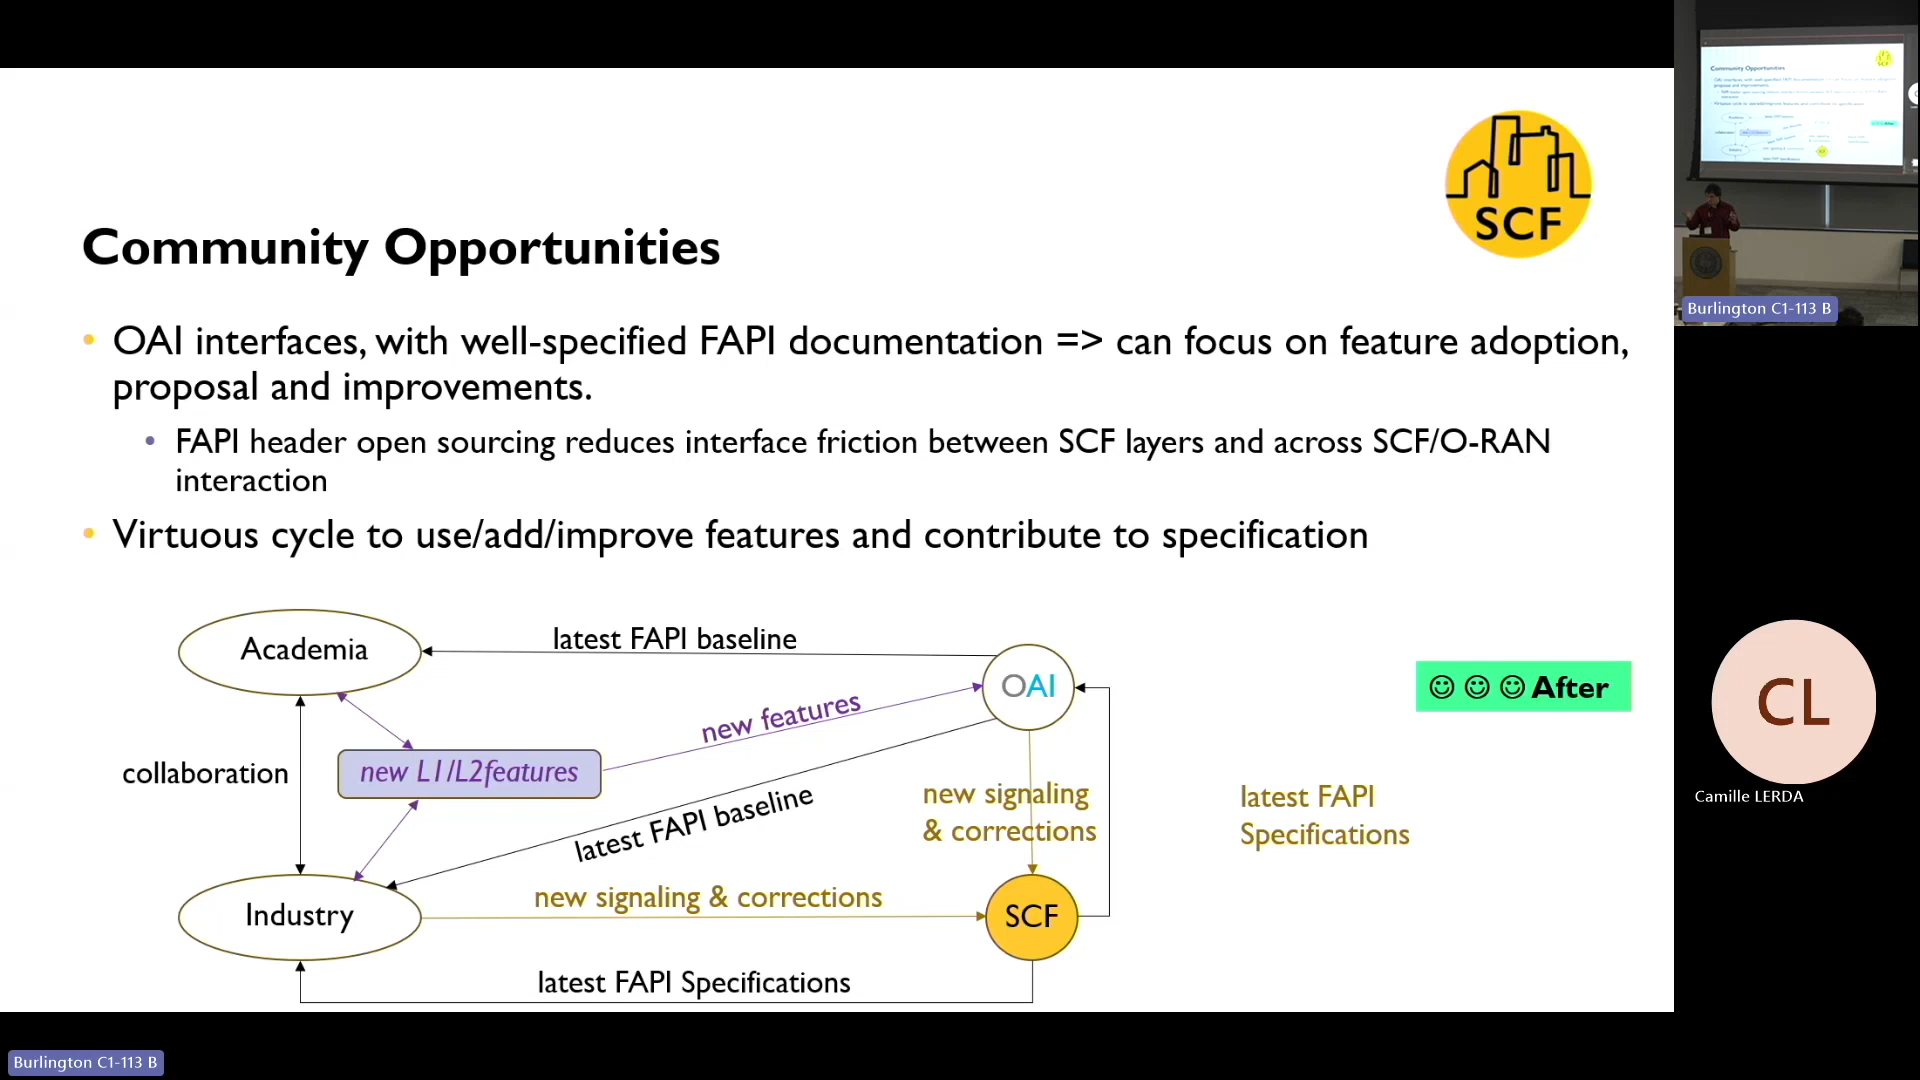 SCF
Community Opportunities
• OAI interfaces, with well-specified FAPI documentation => can focus on feature adoption,
proposal and improvements.
• FAPI header open sourcing reduces interface friction between SCF layers and across SCF/O-RAN
interaction
• Virtuous cycle to use/add/improve features and contribute to specification
Academia
latest FAPI baseline
OAI
☺ ☺ ☺ After
new features
collaboration
new L1/L2features
latest FAPI baseline
new signaling
& corrections
latest FAPI
Specifications
Industry
new signaling & corrections
SCF
latest FAPI Specifications
Community Opportunities
Burlington C1-113 B
CL
Camille LERDA
Burlington C1-113 B